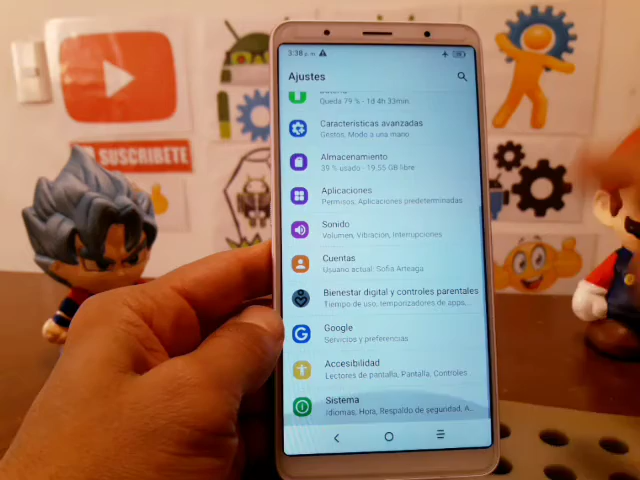 3:38 p. m.
Ajustes
Batería
Queda 79 % - 1d 4h 33min.
Características avanzadas
Gestos, Modo a una mano
Almacenamiento
39 % usado - 19.55 GB libre
Aplicaciones
Permisos, Aplicaciones predeterminadas
Sonido
Volumen, Vibración, Interrupciones
Cuentas
Usuario actual: Sofia Arteaga
Bienestar digital y controles parentales
Tiempo de uso, temporizadores de apps,...
Google
Servicios y preferencias
Accesibilidad
Lectores de pantalla, Pantalla, Controles
Sistema
Idiomas, Hora, Respaldo de seguridad, A...
SUSCRIBETE